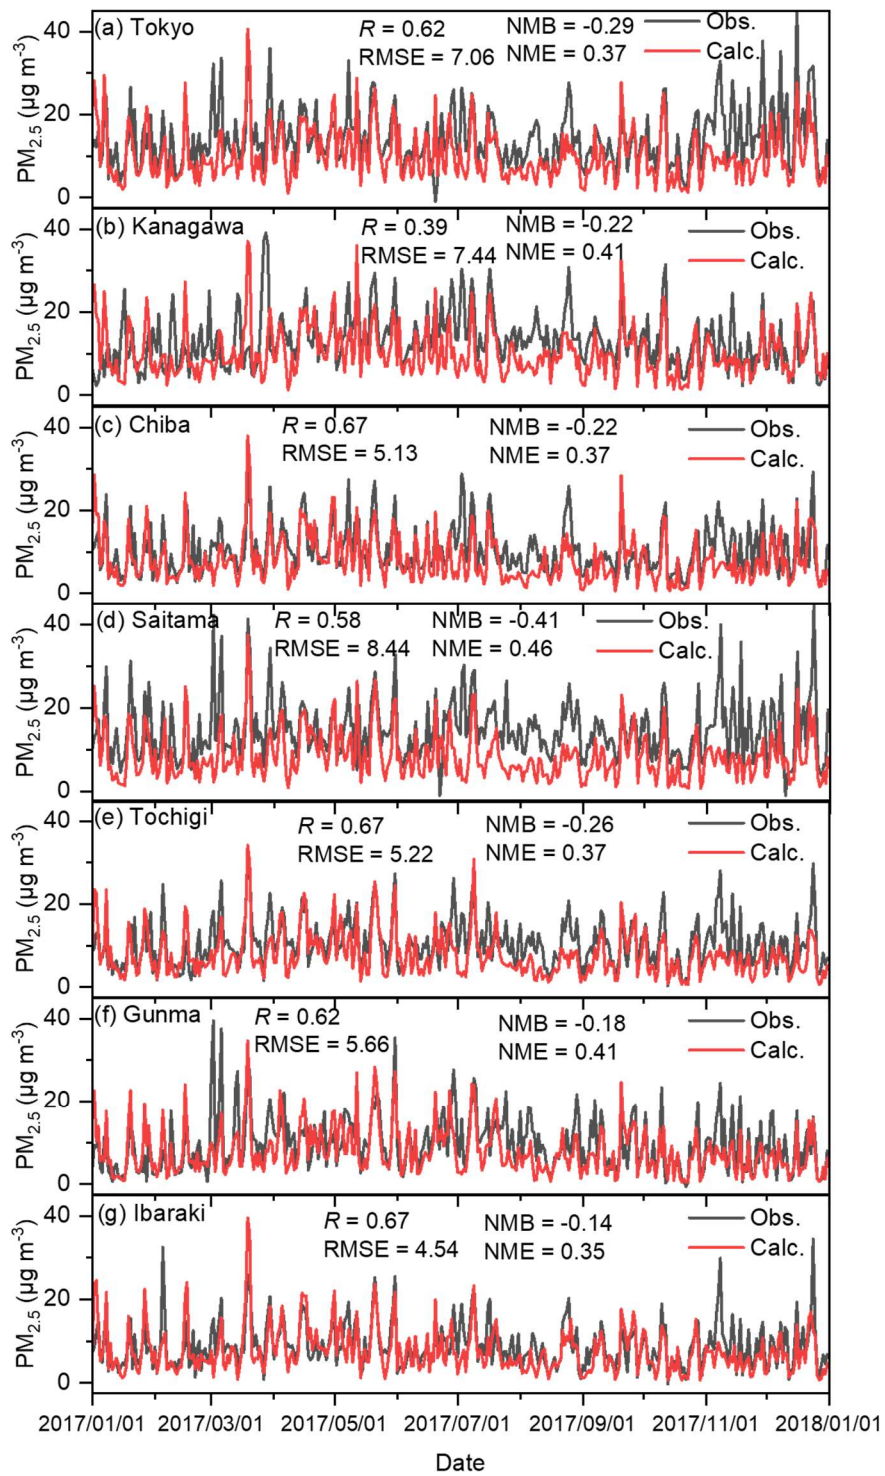 (a) Tokyo
R = 0.62
RMSE = 7.06
NMB = -0.29
NME = 0.37
Obs.
Calc.
PM2.5 (μg m-3)
40
20
0
(b) Kanagawa
R = 0.39
RMSE = 7.44
NMB = -0.22
NME = 0.41
Obs.
Calc.
PM2.5 (μg m-3)
40
20
0
(c) Chiba
R = 0.67
RMSE = 5.13
NMB = -0.22
NME = 0.37
Obs.
Calc.
PM2.5 (μg m-3)
40
20
0
(d) Saitama
R = 0.58
RMSE = 8.44
NMB = -0.41
NME = 0.46
Obs.
Calc.
PM2.5 (μg m-3)
40
20
0
(e) Tochigi
R = 0.67
RMSE = 5.22
NMB = -0.26
NME = 0.37
Obs.
Calc.
PM2.5 (μg m-3)
40
20
0
(f) Gunma
R = 0.62
RMSE = 5.66
NMB = -0.18
NME = 0.41
Obs.
Calc.
PM2.5 (μg m-3)
40
20
0
(g) Ibaraki
R = 0.67
RMSE = 4.54
NMB = -0.14
NME = 0.35
Obs.
Calc.
PM2.5 (μg m-3)
40
20
0
2017/01/01 2017/03/01 2017/05/01 2017/07/01 2017/09/01 2017/11/01 2018/01/01
Date